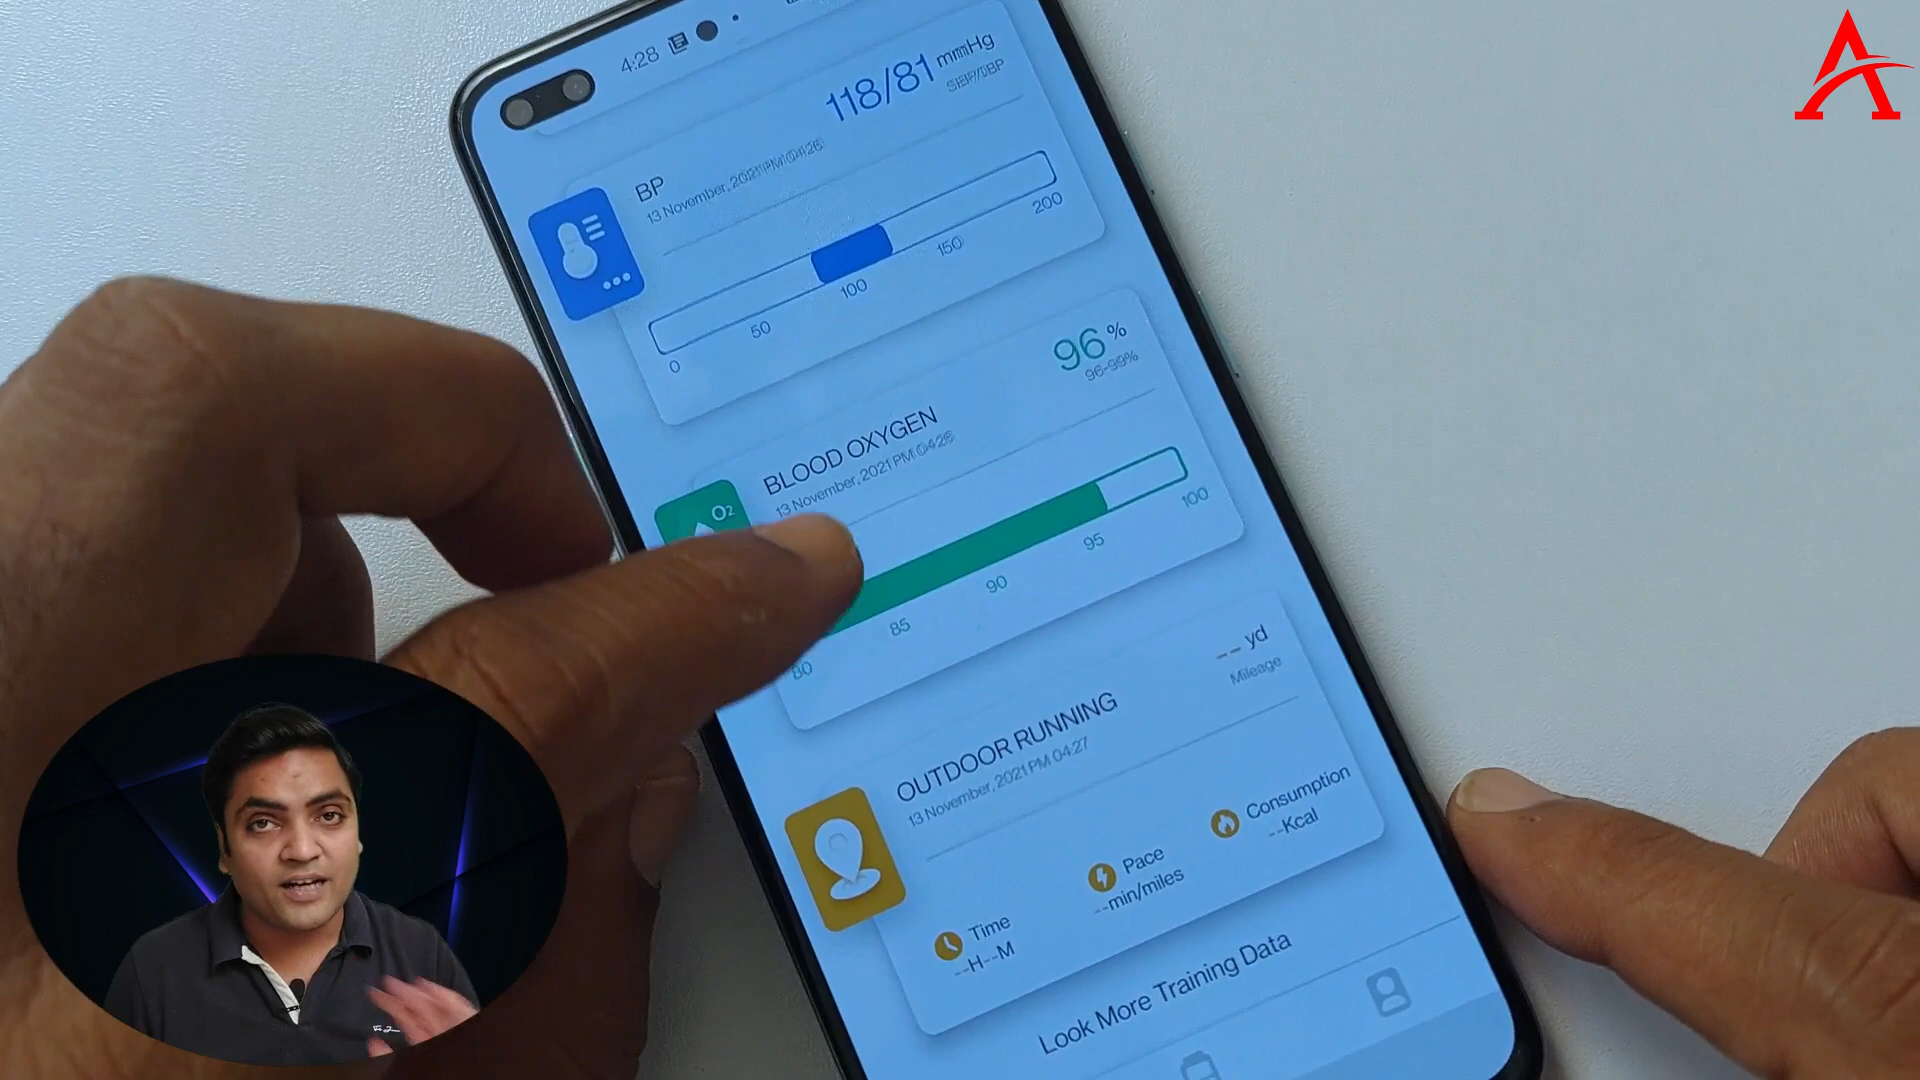 4:28
118/81 mmHg
SBP/DBP
BP
13 November, 2021 PM 04:26
0 50 100 150 200
96 %
96-99%
BLOOD OXYGEN
13 November, 2021 PM 04:26
O2
80 85 90 95 100
-- yd
Mileage
OUTDOOR RUNNING
13 November, 2021 PM 04:27
Time
--H--M
Pace
--min/miles
Consumption
--Kcal
Look More Training Data
A